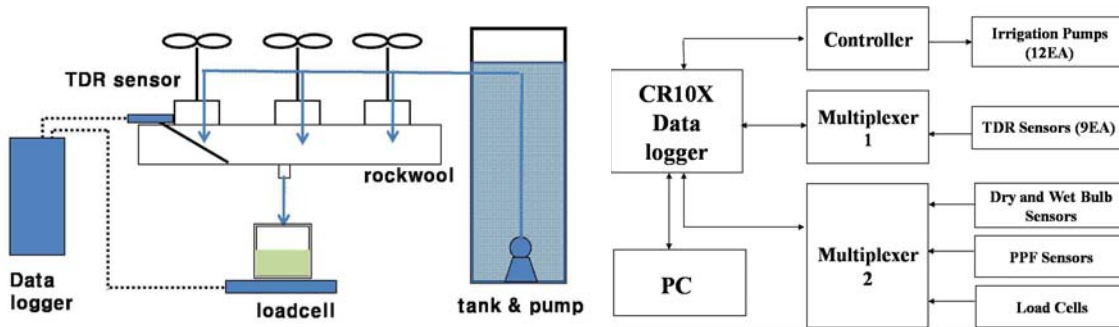 TDR sensor
rockwool
Data
logger
loadcell
tank & pump
CR10X
Data
logger
PC
Controller
Multiplexer
1
Multiplexer
2
Irrigation Pumps
(12EA)
TDR Sensors (9EA)
Dry and Wet Bulb
Sensors
PPF Sensors
Load Cells